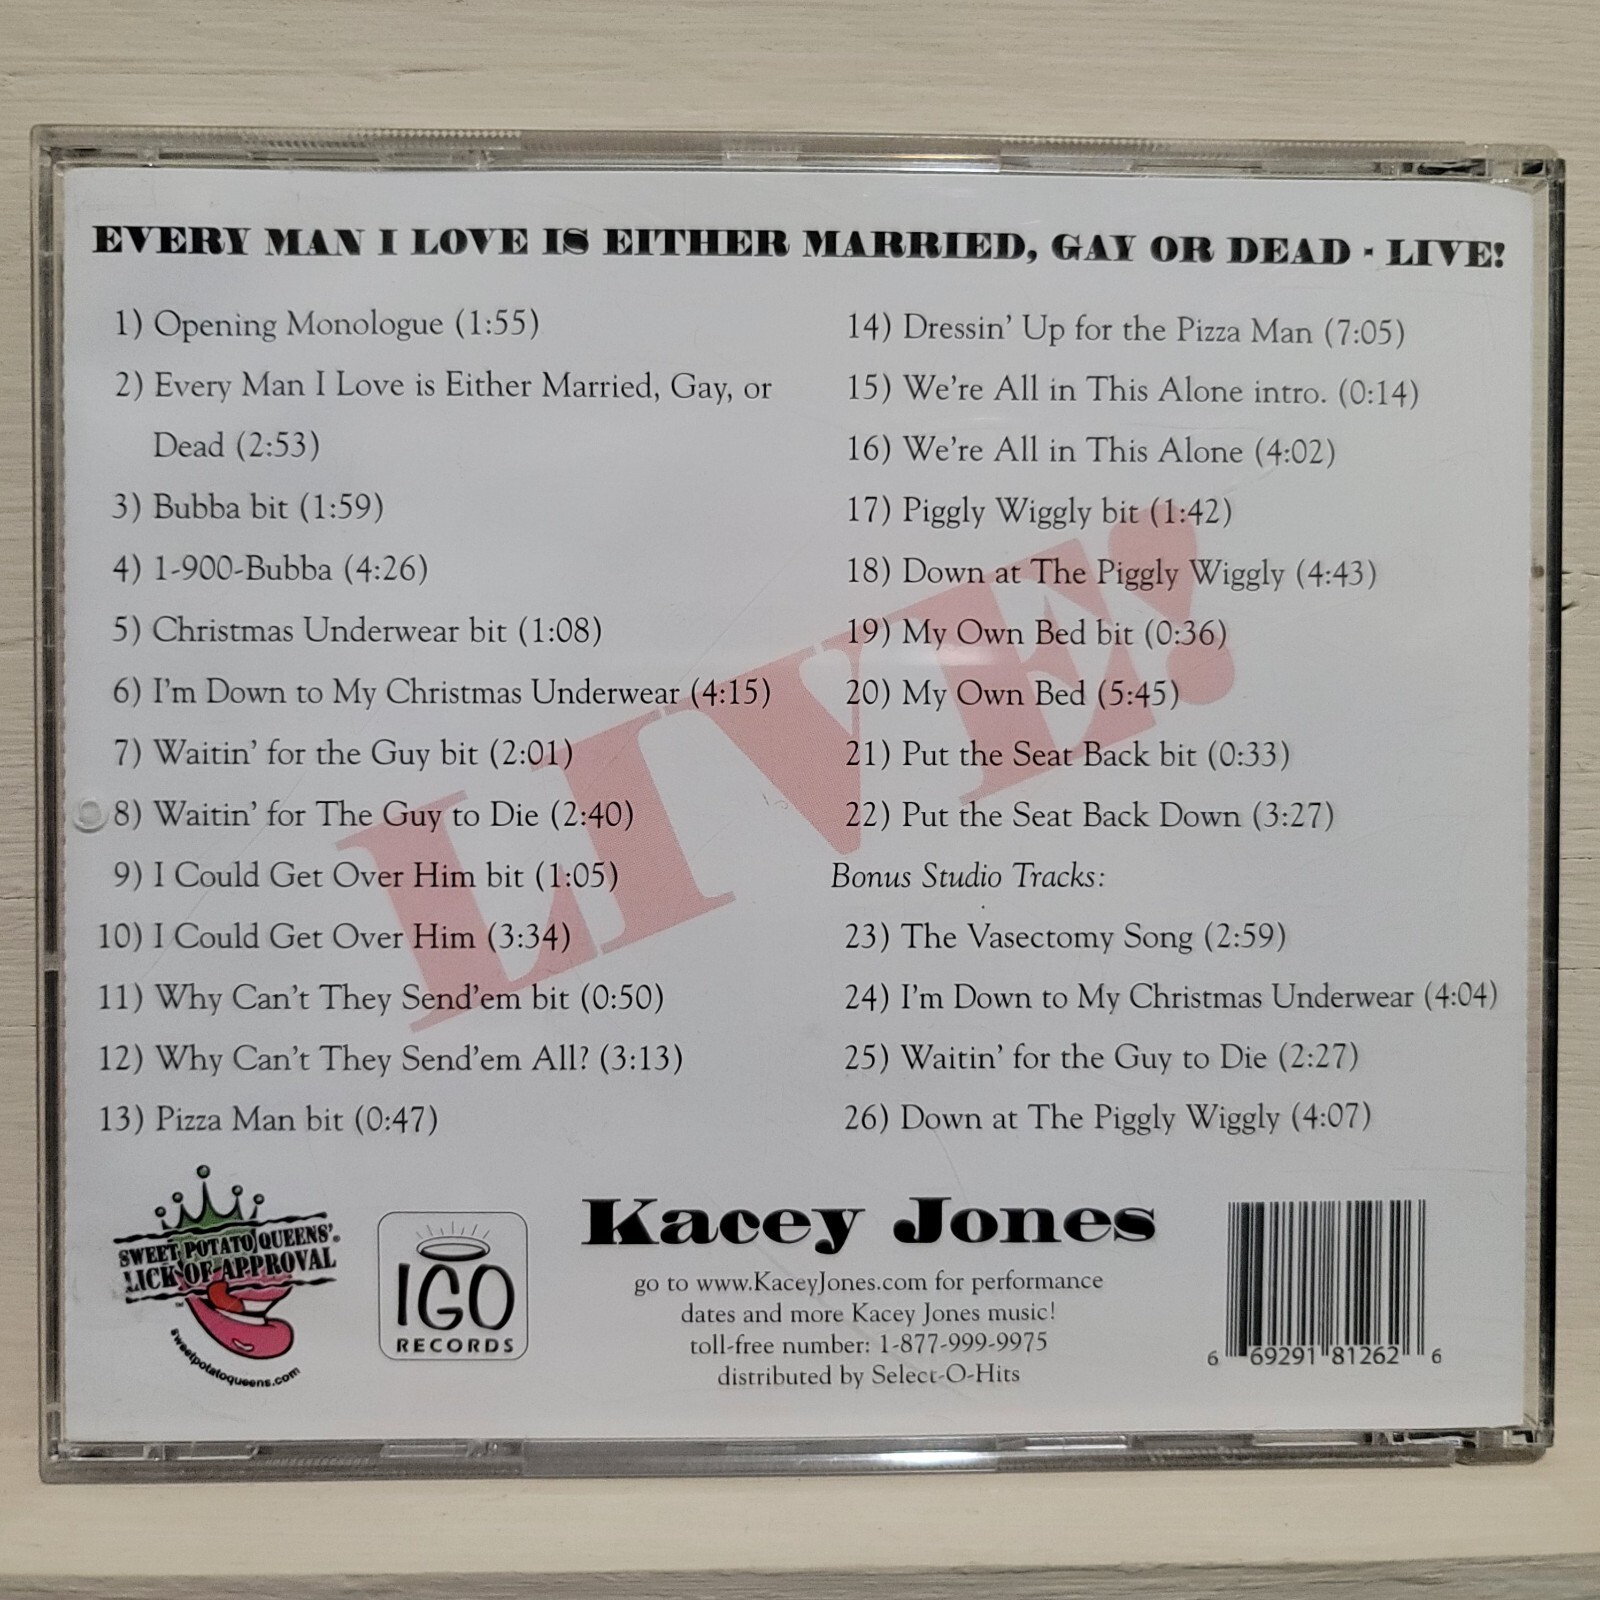 EVERY MAN I LOVE IS EITHER MARRIED, GAY OR DEAD - LIVE!
1) Opening Monologue (1:55)
2) Every Man I Love is Either Married, Gay, or
Dead (2:53)
3) Bubba bit (1:59)
4) 1-900-Bubba (4:26)
5) Christmas Underwear bit (1:08)
6) I'm Down to My Christmas Underwear (4:15)
7) Waitin' for the Guy bit (2:01)
8) Waitin' for The Guy to Die (2:40)
9) I Could Get Over Him bit (1:05)
10) I Could Get Over Him (3:34)
11) Why Can't They Send'em bit (0:50)
12) Why Can't They Send'em All? (3:13)
13) Pizza Man bit (0:47)
14) Dressin' Up for the Pizza Man (7:05)
15) We're All in This Alone intro. (0:14)
16) We're All in This Alone (4:02)
17) Piggly Wiggly bit (1:42)
18) Down at The Piggly Wiggly (4:43)
19) My Own Bed bit (0:36)
20) My Own Bed (5:45)
21) Put the Seat Back bit (0:33)
22) Put the Seat Back Down (3:27)
Bonus Studio Tracks:
23) The Vasectomy Song (2:59)
24) I'm Down to My Christmas Underwear (4:04)
25) Waitin' for the Guy to Die (2:27)
26) Down at The Piggly Wiggly (4:07)
LIVE!
SWEET POTATO QUEENS'®
LICK OF APPROVAL
™
sweetpotatoqueens.com
IGO
RECORDS
Kacey Jones
go to www.KaceyJones.com for performance
dates and more Kacey Jones music!
toll-free number: 1-877-999-9975
distributed by Select-O-Hits
6 69291 81262 6